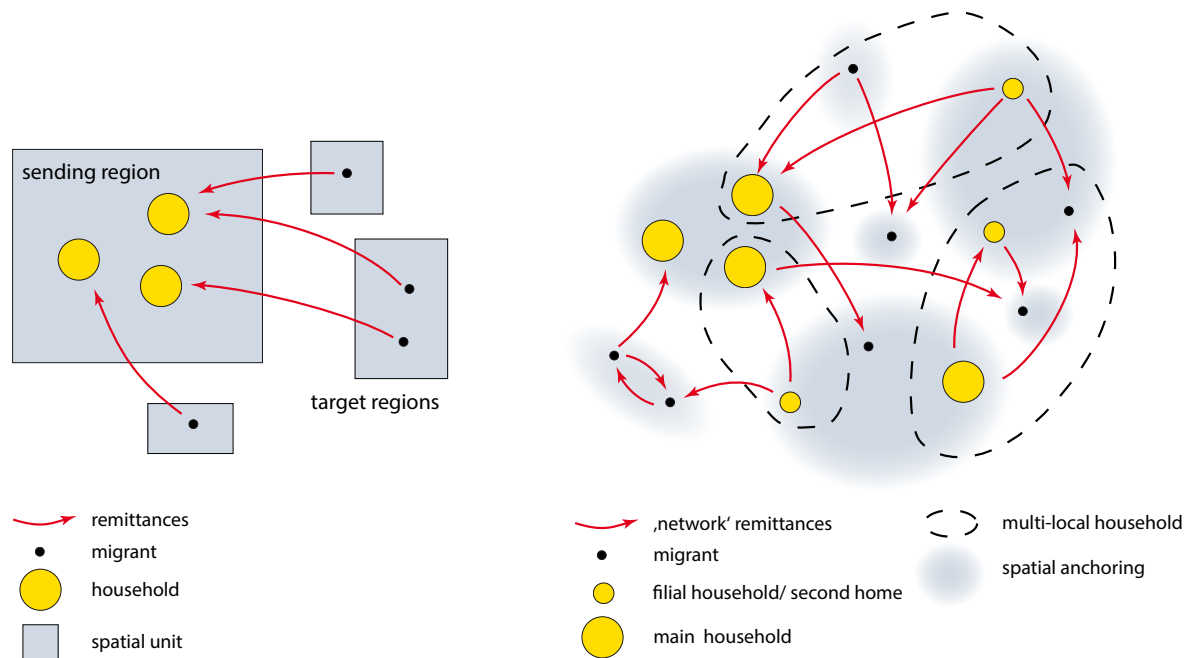 sending region
target regions
remittances
migrant
household
spatial unit
‚network‘ remittances
migrant
filial household/ second home
main household
multi-local household
spatial anchoring